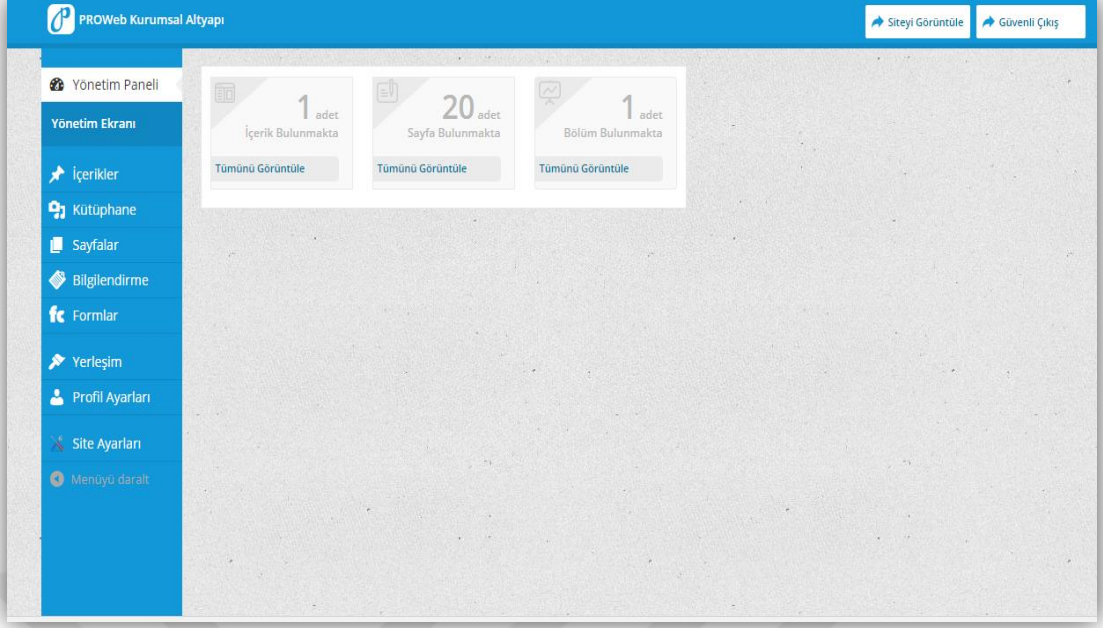 PROWeb Kurumsal Altyapı
Siteyi Görüntüle
Güvenli Çıkış
Yönetim Paneli
Yönetim Ekranı
İçerikler
Kütüphane
Sayfalar
Bilgilendirme
Formlar
Yerleşim
Profil Ayarları
Site Ayarları
Menüyü daralt
1 adet
İçerik Bulunmakta
Tümünü Görüntüle
20 adet
Sayfa Bulunmakta
Tümünü Görüntüle
1 adet
Bölüm Bulunmakta
Tümünü Görüntüle